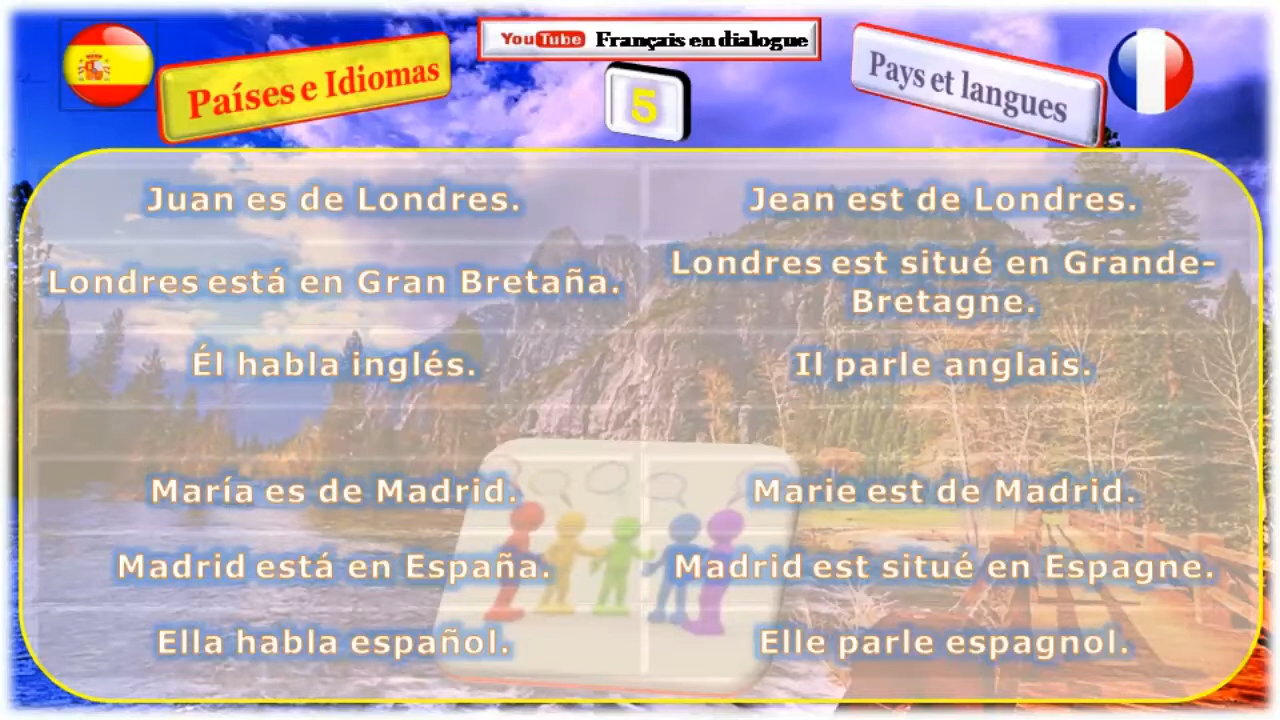 YouTube Français en dialogue
Países e Idiomas
5
Pays et langues
Juan es de Londres.
Jean est de Londres.
Londres está en Gran Bretaña.
Londres est situé en Grande-
Bretagne.
Él habla inglés.
Il parle anglais.
María es de Madrid.
Marie est de Madrid.
Madrid está en España.
Madrid est situé en Espagne.
Ella habla español.
Elle parle espagnol.